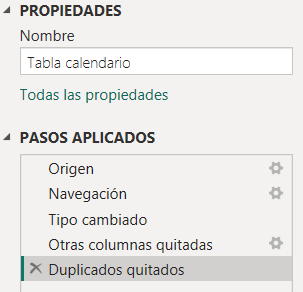 PROPIEDADES
Nombre
Tabla calendario
Todas las propiedades
PASOS APLICADOS
Origen
Navegación
Tipo cambiado
Otras columnas quitadas
Duplicados quitados